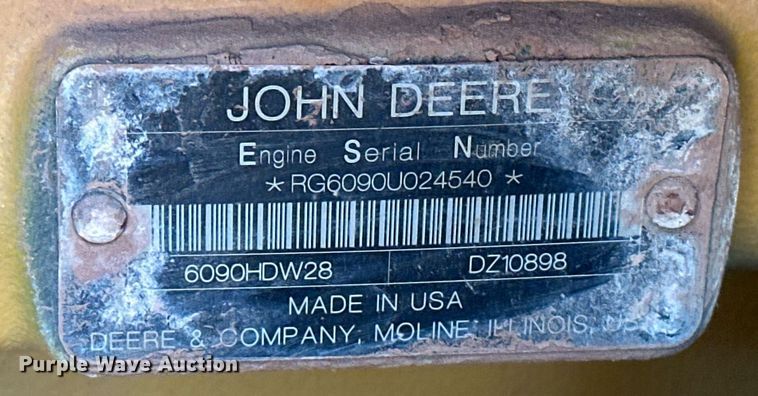 JOHN DEERE
Engine Serial Number
* RG6090U024540 *
6090HDW28 DZ10898
MADE IN USA
DEERE & COMPANY, MOLINE, ILLINOIS,
Purple Wave Auction